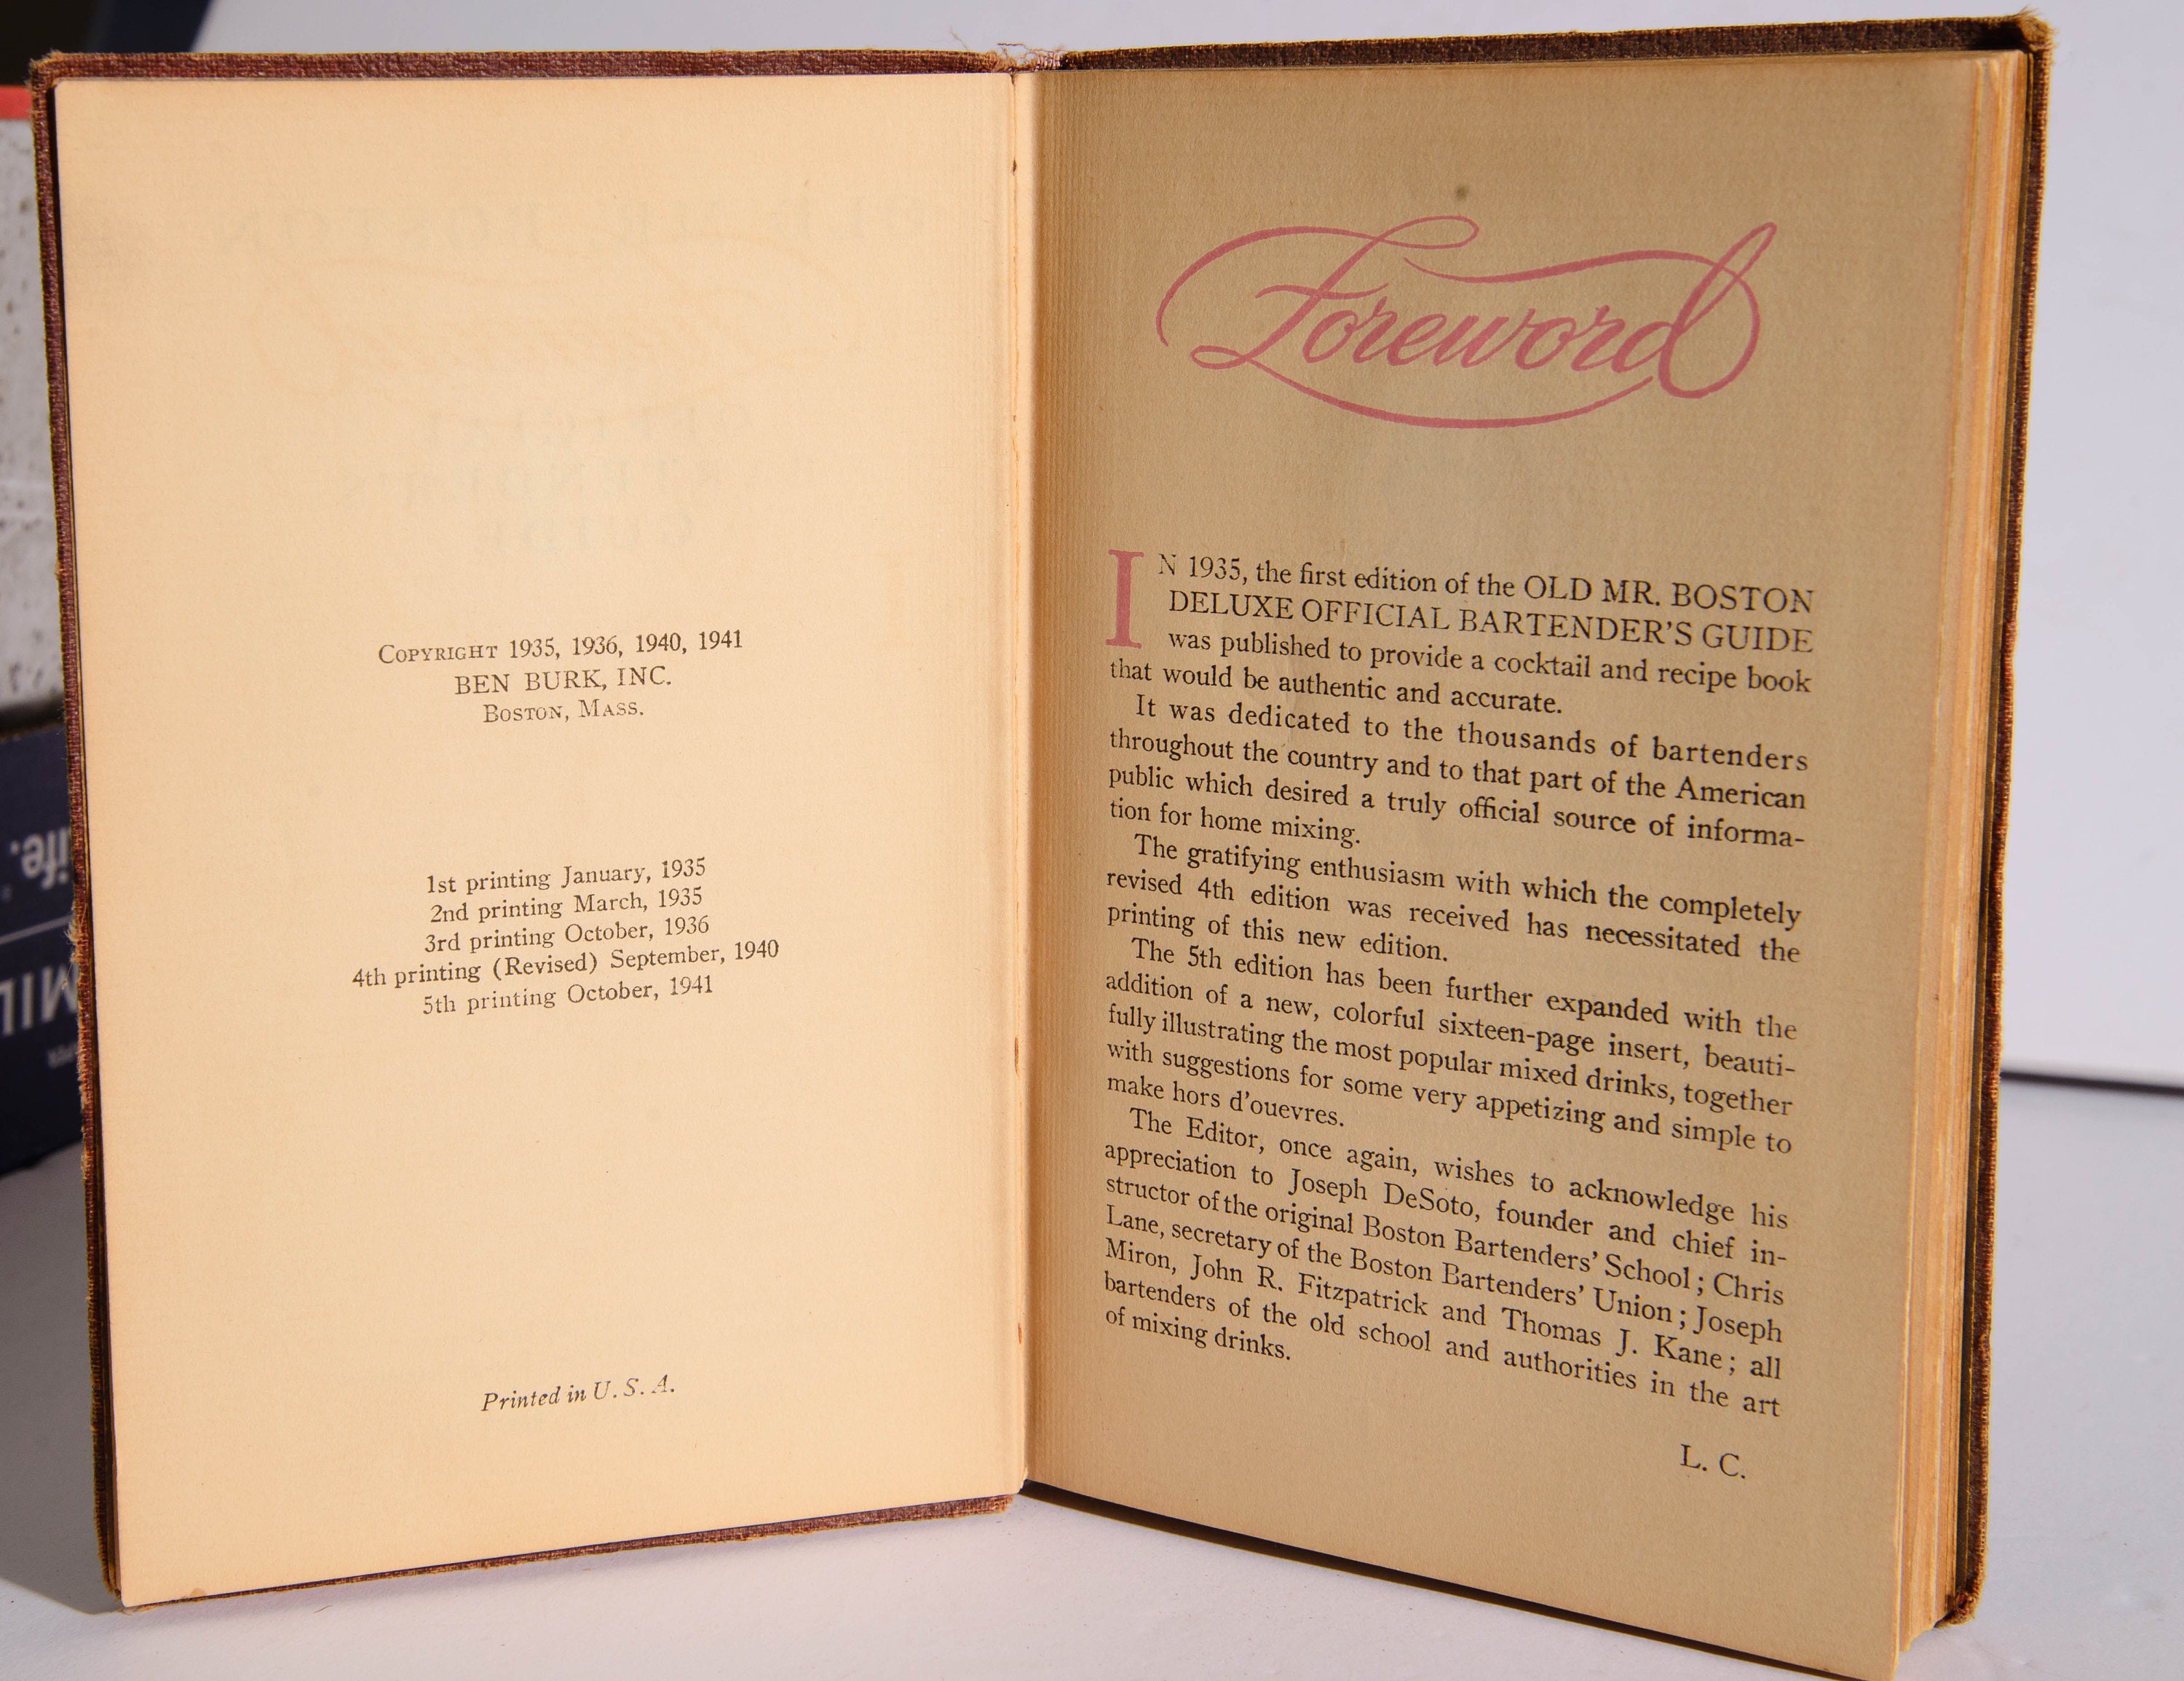 COPYRIGHT 1935, 1936, 1940, 1941
BEN BURK, INC.
BOSTON, MASS.
1st printing January, 1935
2nd printing March, 1935
3rd printing October, 1936
4th printing (Revised) September, 1940
5th printing October, 1941
Printed in U. S. A.
Foreword
IN 1935, the first edition of the OLD MR. BOSTON
DELUXE OFFICIAL BARTENDER'S GUIDE
was published to provide a cocktail and recipe book
that would be authentic and accurate.
It was dedicated to the thousands of bartenders
throughout the country and to that part of the American
public which desired a truly official source of informa-
tion for home mixing.
The gratifying enthusiasm with which the completely
revised 4th edition was received has necessitated the
printing of this new edition.
The 5th edition has been further expanded with the
addition of a new, colorful sixteen-page insert, beauti-
fully illustrating the most popular mixed drinks, together
with suggestions for some very appetizing and simple to
make hors d'ouevres.
The Editor, once again, wishes to acknowledge his
appreciation to Joseph DeSoto, founder and chief in-
structor of the original Boston Bartenders' School; Chris
Lane, secretary of the Boston Bartenders' Union; Joseph
Miron, John R. Fitzpatrick and Thomas J. Kane; all
bartenders of the old school and authorities in the art
of mixing drinks.
L. C.